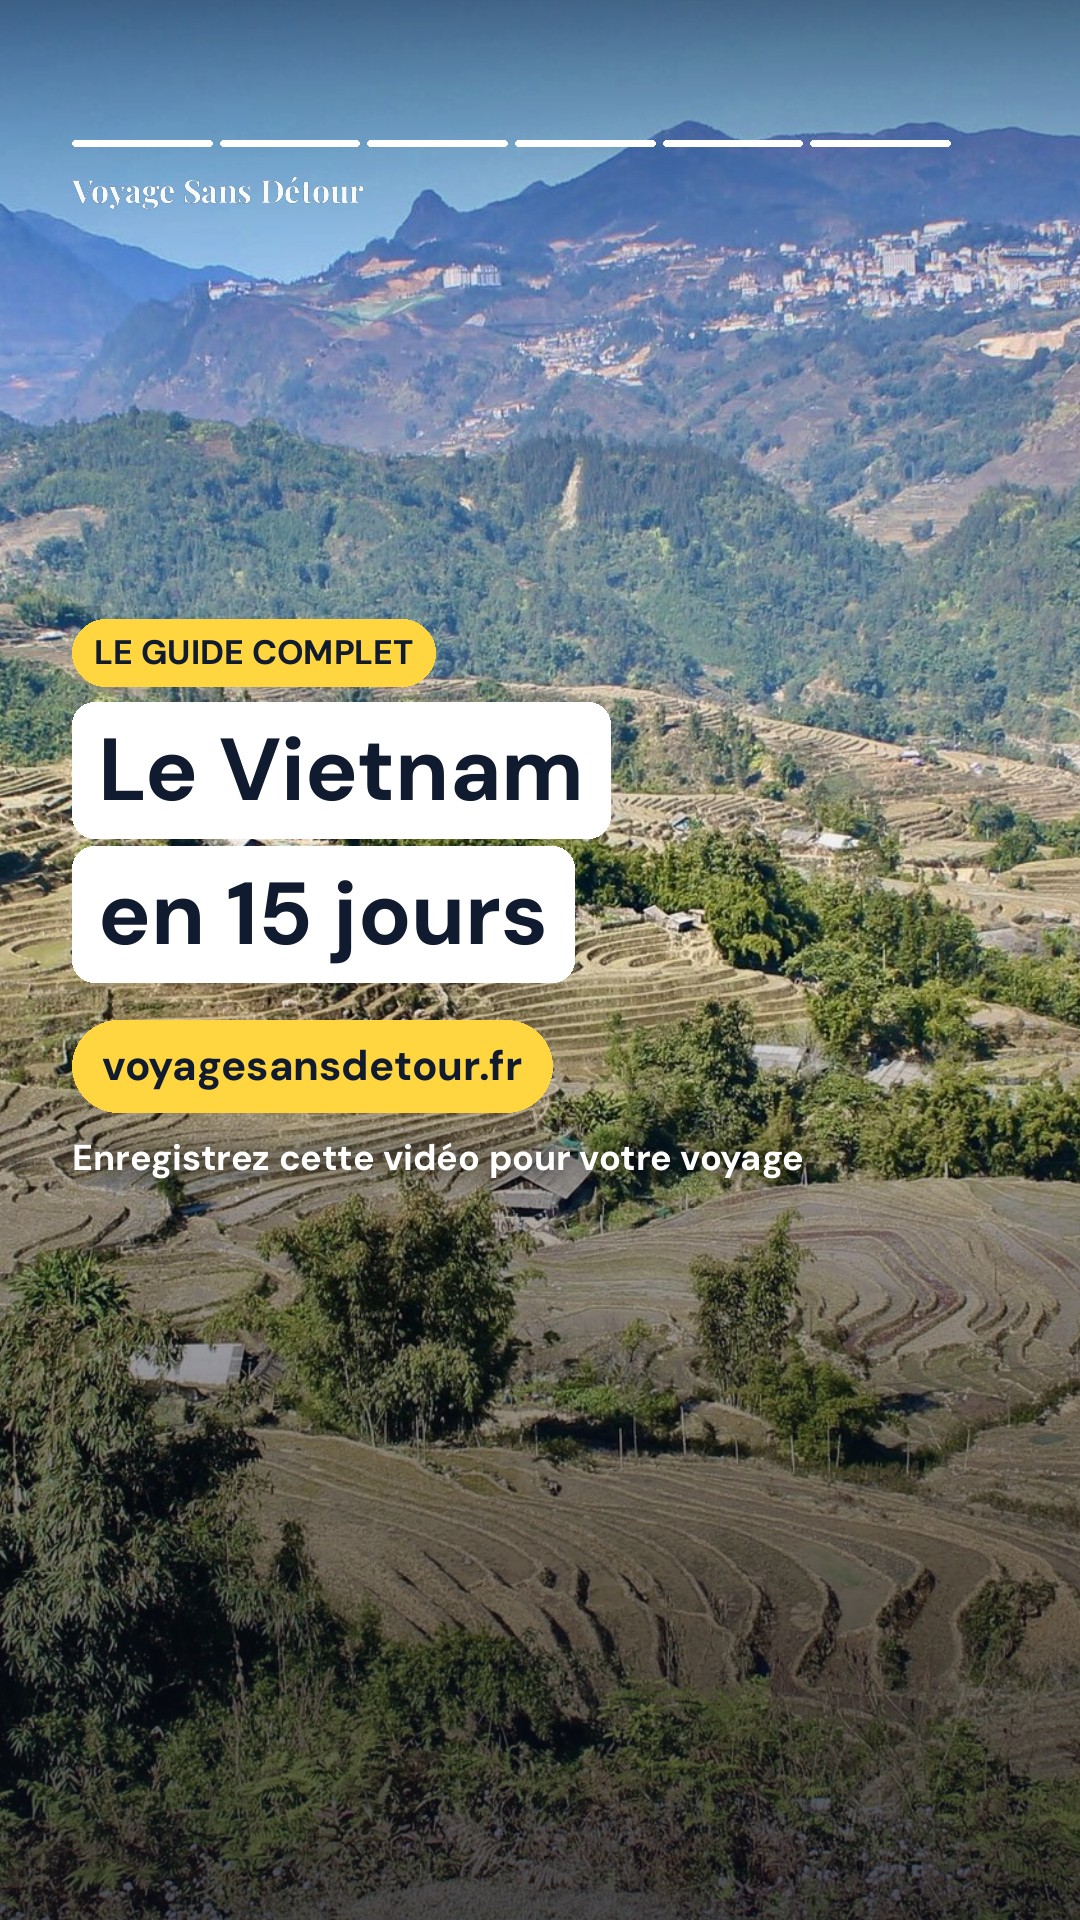 Voyage Sans Détour
LE GUIDE COMPLET
Le Vietnam
en 15 jours
voyagesansdetour.fr
Enregistrez cette vidéo pour votre voyage